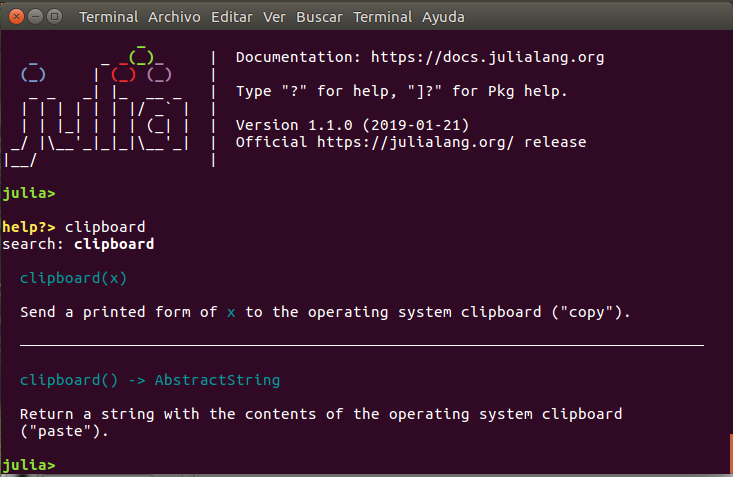 Terminal Archivo Editar Ver Buscar Terminal Ayuda
Documentation: https://docs.julialang.org
Type "?" for help, "]?" for Pkg help.
Version 1.1.0 (2019-01-21)
Official https://julialang.org/ release
julia>
help?> clipboard
search: clipboard
clipboard(x)
Send a printed form of x to the operating system clipboard ("copy").
clipboard() -> AbstractString
Return a string with the contents of the operating system clipboard
("paste").
julia>